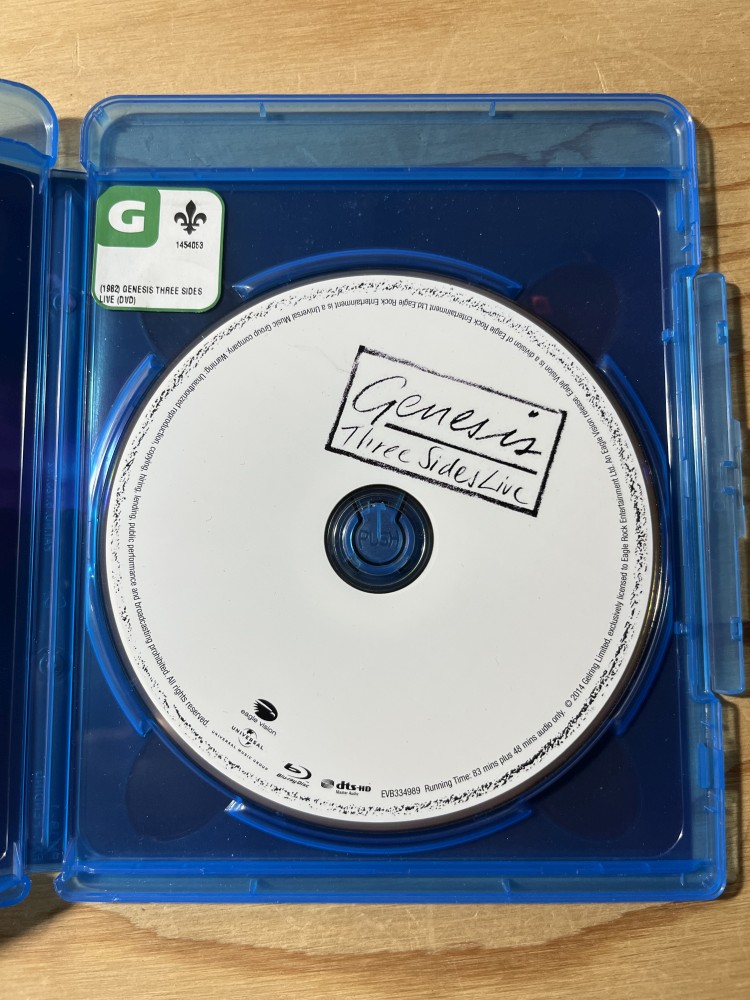 G
1454053
(1982) GENESIS THREE SIDES
LIVE (DVD)
Genesis
Three Sides Live
PUSH
eagle vision
UNIVERSAL
UNIVERSAL MUSIC GROUP
Blu-ray Disc
dts-HD
Master Audio
EVB334989 Running Time: 83 mins plus 48 mins audio only. © 2014 Gelring Limited, exclusively licensed to Eagle Rock Entertainment Ltd. An Eagle Vision release. Eagle Vision is a division of Eagle Rock Entertainment Ltd. Eagle Rock Entertainment is a Universal Music Group company. Warning: Unauthorized reproduction, copying, hiring, lending, public performance and broadcasting prohibited. All rights reserved.